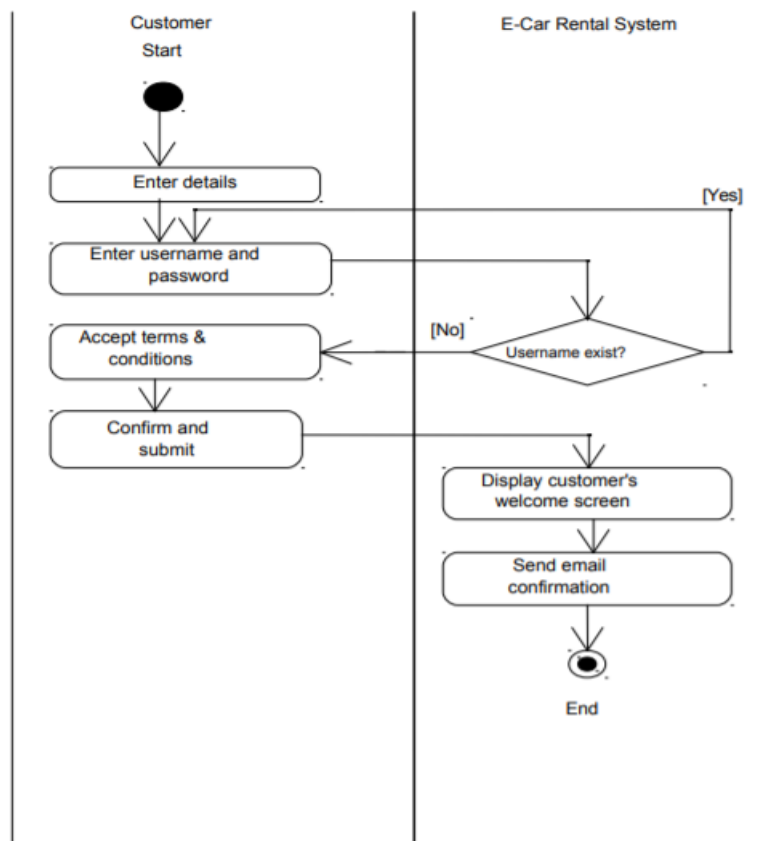 Customer
E-Car Rental System
Start
Enter details
[Yes]
Enter username and
password
[No]
Username exist?
Accept terms &
conditions
Confirm and
submit
Display customer's
welcome screen
Send email
confirmation
End